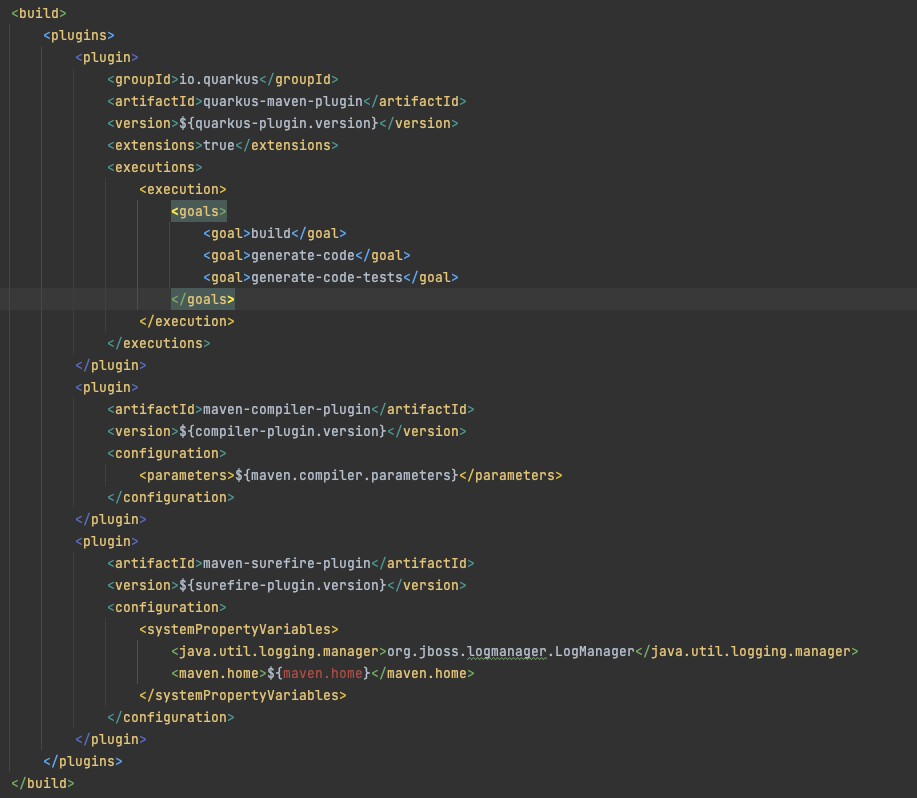 <build>
<plugins>
<plugin>
<groupId>io.quarkus</groupId>
<artifactId>quarkus-maven-plugin</artifactId>
<version>${quarkus-plugin.version}</version>
<extensions>true</extensions>
<executions>
<execution>
<goals>
<goal>build</goal>
<goal>generate-code</goal>
<goal>generate-code-tests</goal>
</goals>
</execution>
</executions>
</plugin>
<plugin>
<artifactId>maven-compiler-plugin</artifactId>
<version>${compiler-plugin.version}</version>
<configuration>
<parameters>${maven.compiler.parameters}</parameters>
</configuration>
</plugin>
<plugin>
<artifactId>maven-surefire-plugin</artifactId>
<version>${surefire-plugin.version}</version>
<configuration>
<systemPropertyVariables>
<java.util.logging.manager>org.jboss.logmanager.LogManager</java.util.logging.manager>
<maven.home>${maven.home}</maven.home>
</systemPropertyVariables>
</configuration>
</plugin>
</plugins>
</build>